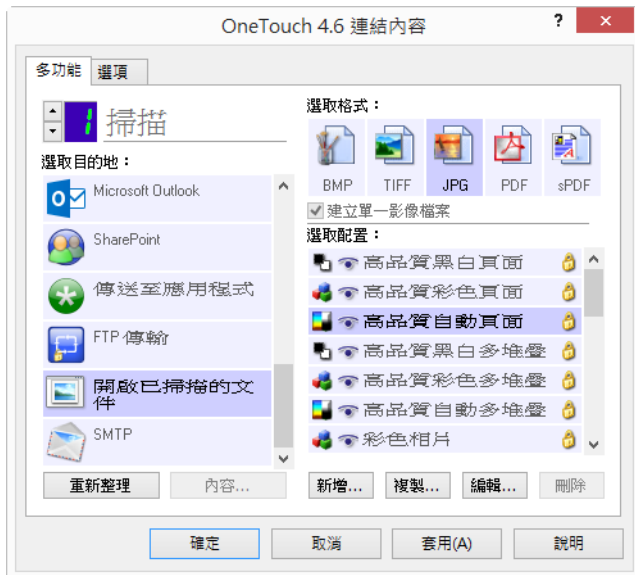 OneTouch 4.6 連結內容
?
多功能
選項
1
掃描
選取目的地：
Microsoft Outlook
SharePoint
傳送至應用程式
FTP 傳輸
開啟已掃描的文
件
SMTP
重新整理
內容...
選取格式：
BMP TIFF JPG PDF sPDF
建立單一影像檔案
選取配置：
高品質黑白頁面
高品質彩色頁面
高品質自動頁面
高品質黑白多堆疊
高品質彩色多堆疊
高品質自動多堆疊
彩色相片
新增...
複製...
編輯...
刪除
確定
取消
套用(A)
說明